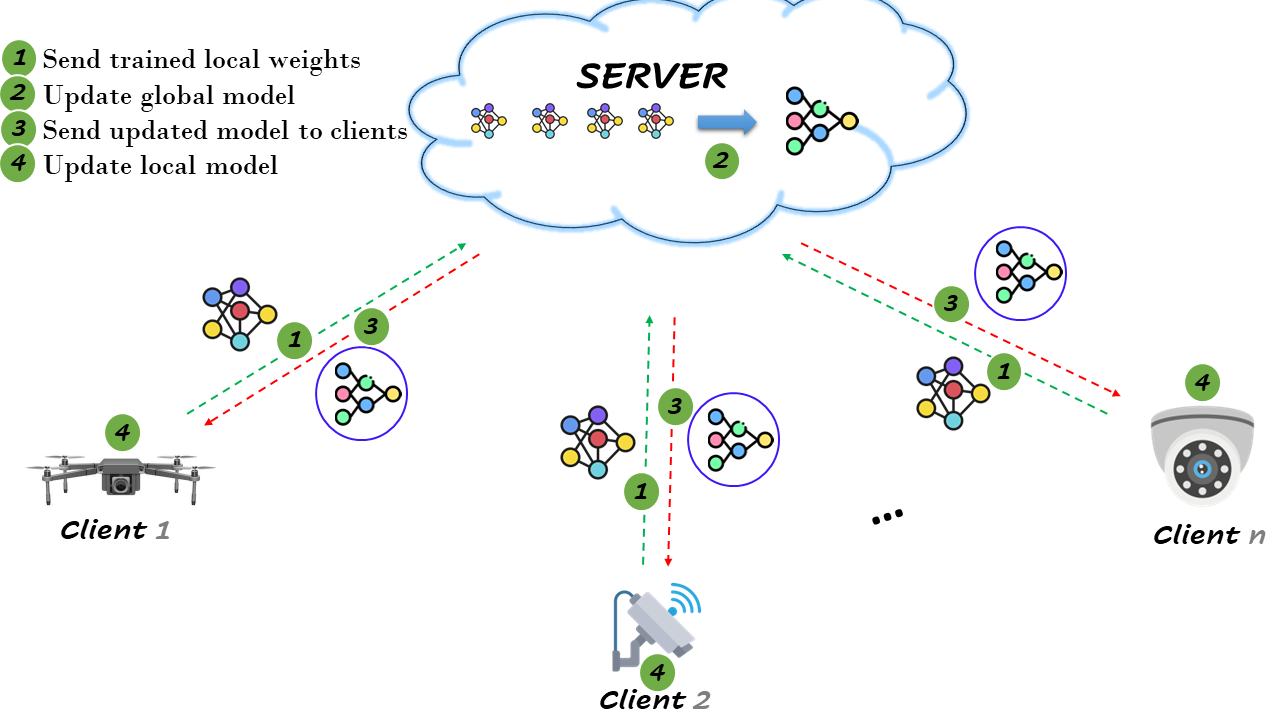 1 Send trained local weights
2 Update global model
3 Send updated model to clients
4 Update local model
SERVER
2
3
1
3
1
4
3
1
4
Client 1
...
Client n
4
Client 2